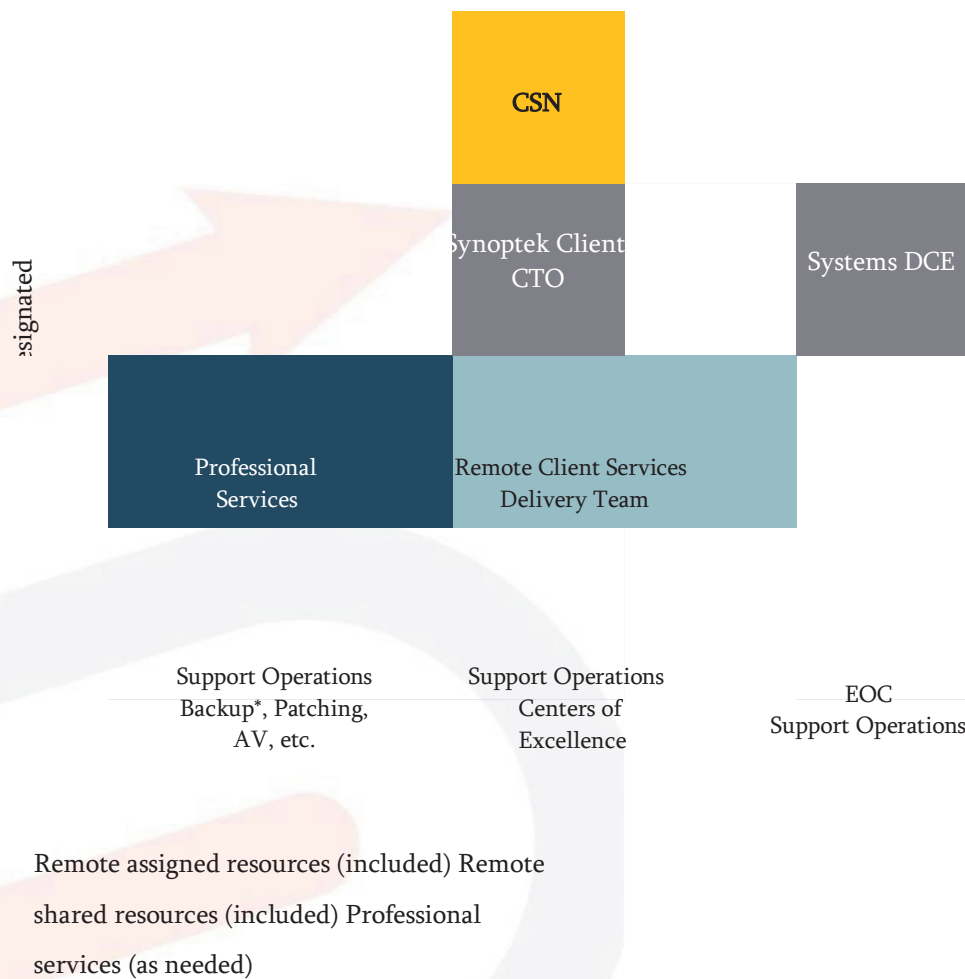 CSN
Synoptek Client
CTO
Systems DCE
esignated
Professional
Services
Remote Client Services
Delivery Team
Support Operations
Backup*, Patching,
AV, etc.
Support Operations
Centers of
Excellence
EOC
Support Operations
Remote assigned resources (included) Remote
shared resources (included) Professional
services (as needed)